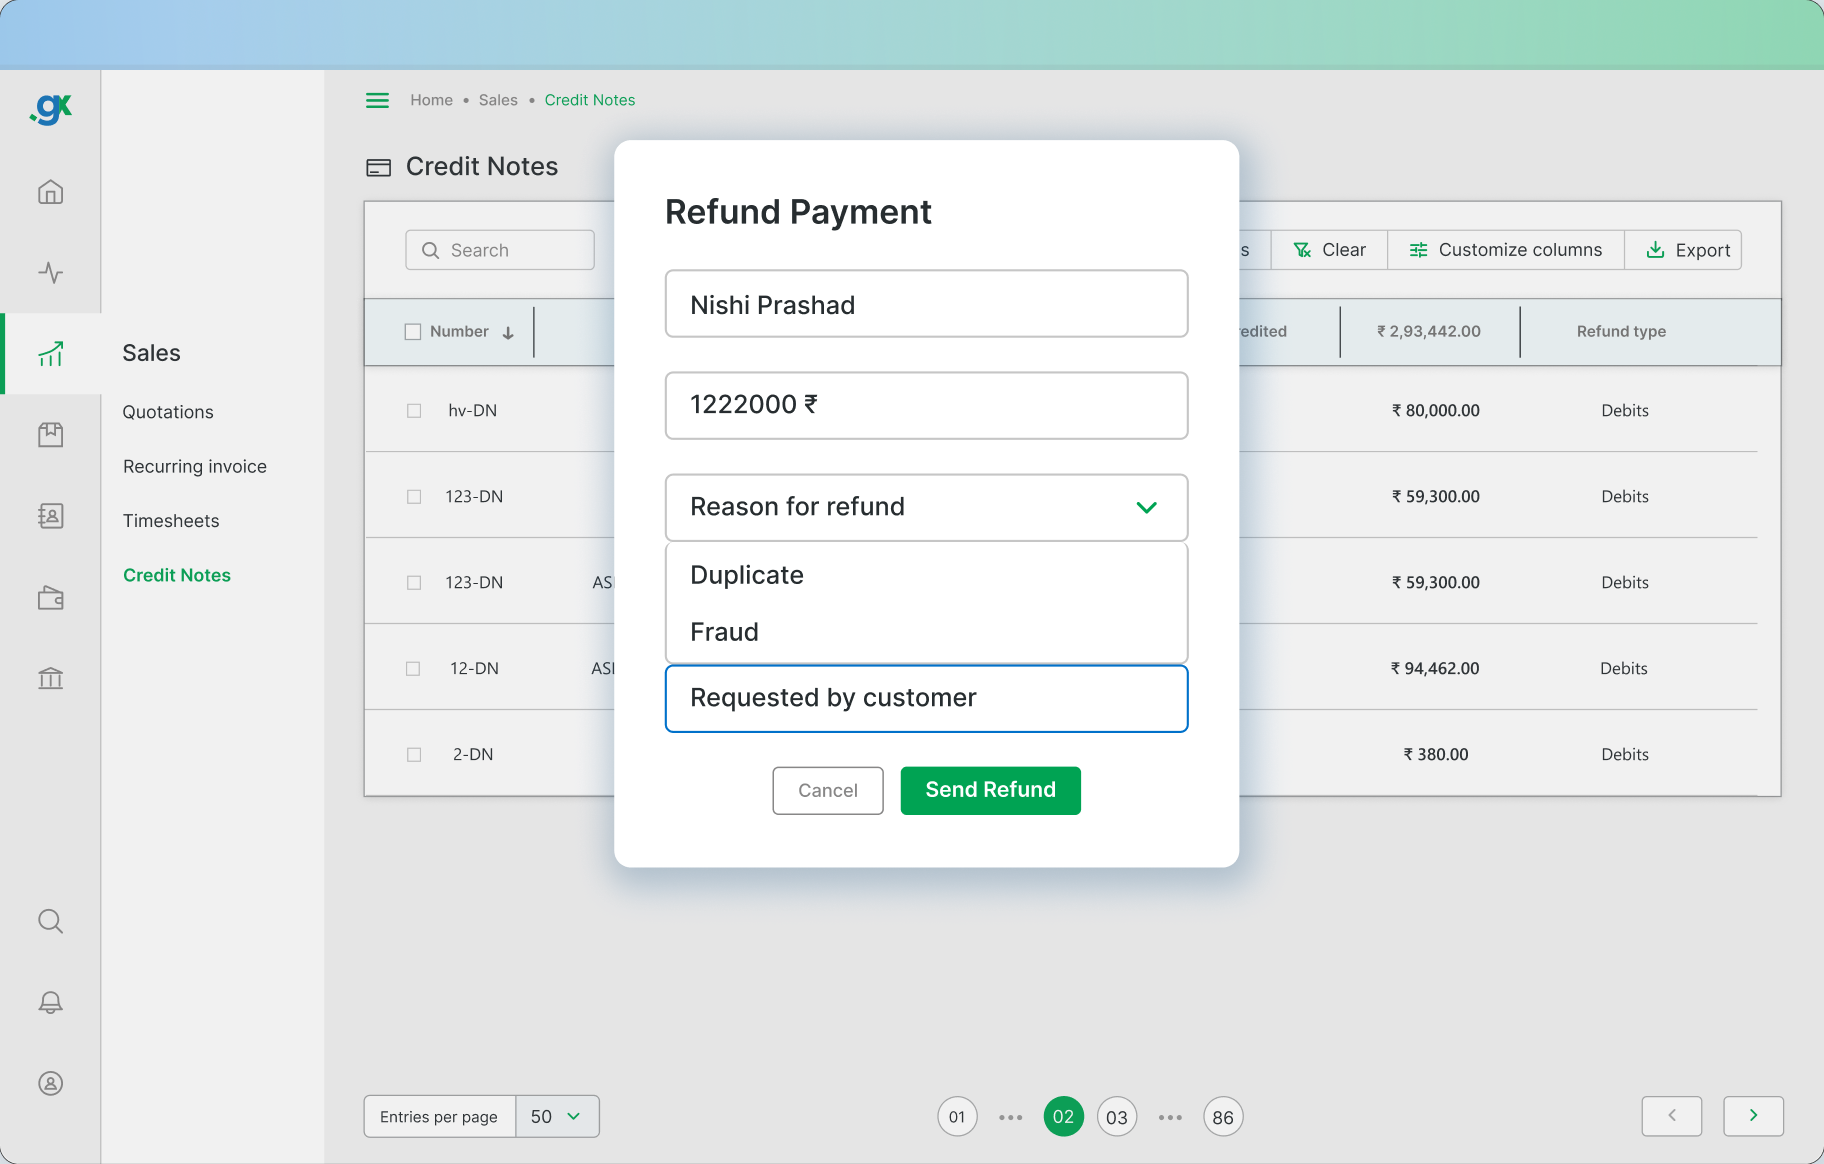 .gx
Home • Sales • Credit Notes
Credit Notes
Search
Clear
Customize columns
Export
Number
₹ 2,93,442.00
Refund type
hv-DN
₹ 80,000.00
Debits
123-DN
₹ 59,300.00
Debits
123-DN
₹ 59,300.00
Debits
12-DN
₹ 94,462.00
Debits
2-DN
₹ 380.00
Debits
Sales
Quotations
Recurring invoice
Timesheets
Credit Notes
Refund Payment
Nishi Prashad
1222000 ₹
Reason for refund
Duplicate
Fraud
Requested by customer
Cancel
Send Refund
Entries per page 50
01 ••• 02 03 ••• 86